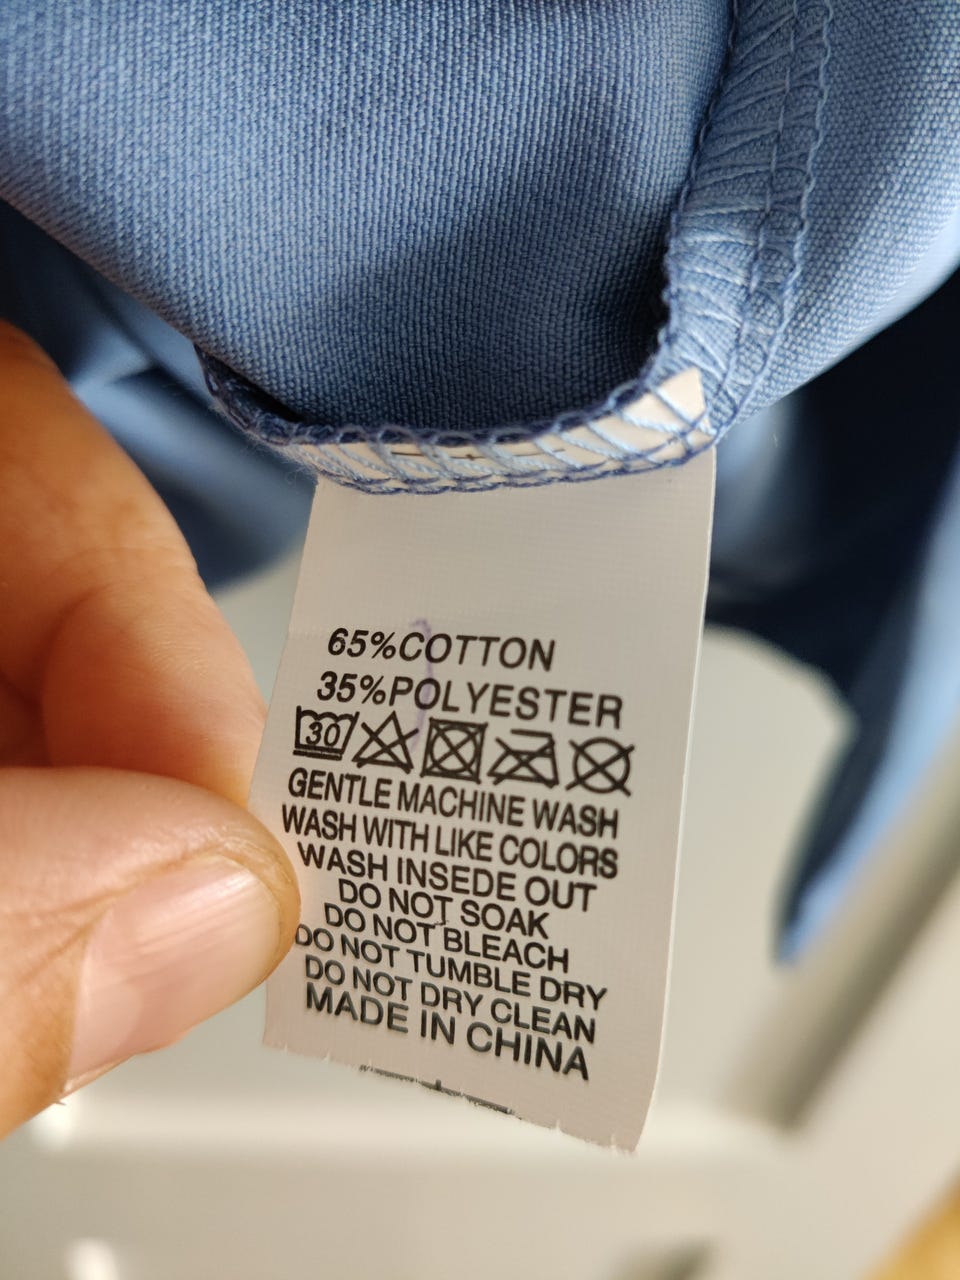 65%COTTON
35%POLYESTER
30
GENTLE MACHINE WASH
WASH WITH LIKE COLORS
WASH INSEDE OUT
DO NOT SOAK
DO NOT BLEACH
DO NOT TUMBLE DRY
DO NOT DRY CLEAN
MADE IN CHINA